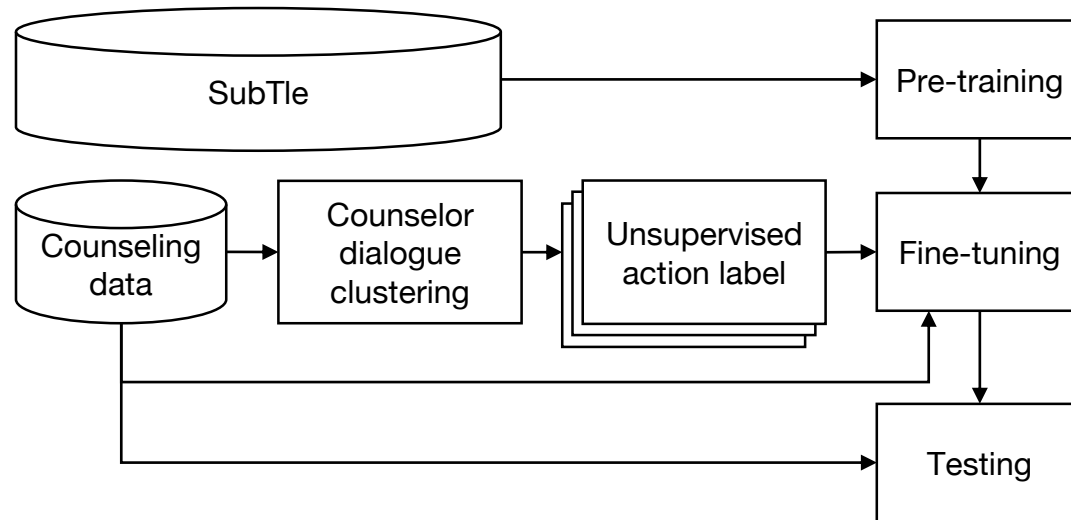 SubTle
Pre-training
Counseling
data
Counselor
dialogue
clustering
Unsupervised
action label
Fine-tuning
Testing